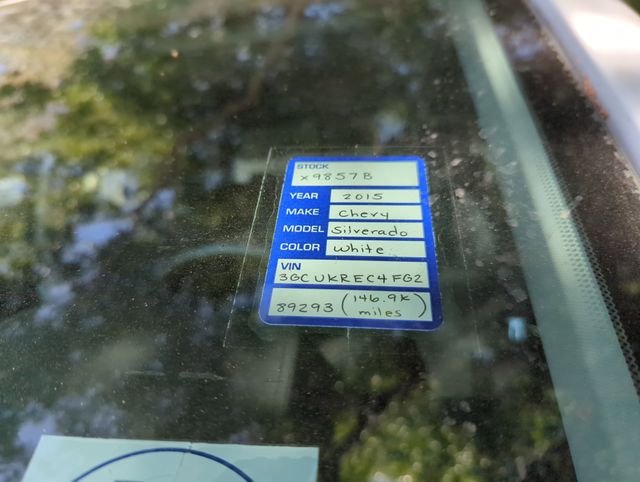 STOCK
x9857B
YEAR 2015
MAKE Chevy
MODEL Silverado
COLOR White
VIN
3GCUKREC4FG2
89293 (146.9K
miles)